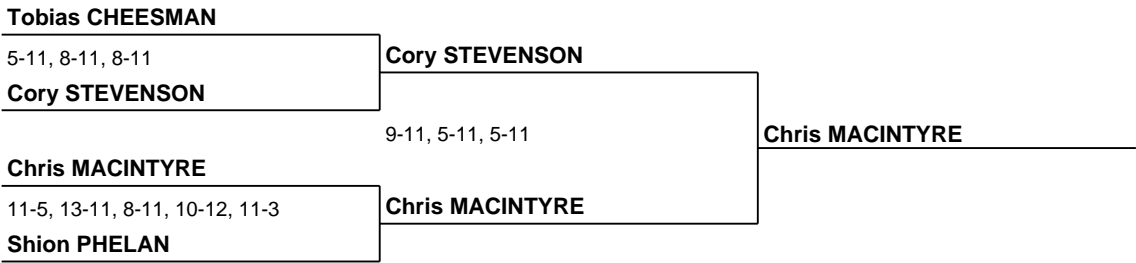 Tobias CHEESMAN
5-11, 8-11, 8-11
Cory STEVENSON
Cory STEVENSON
9-11, 5-11, 5-11
Chris MACINTYRE
Chris MACINTYRE
11-5, 13-11, 8-11, 10-12, 11-3
Chris MACINTYRE
Shion PHELAN